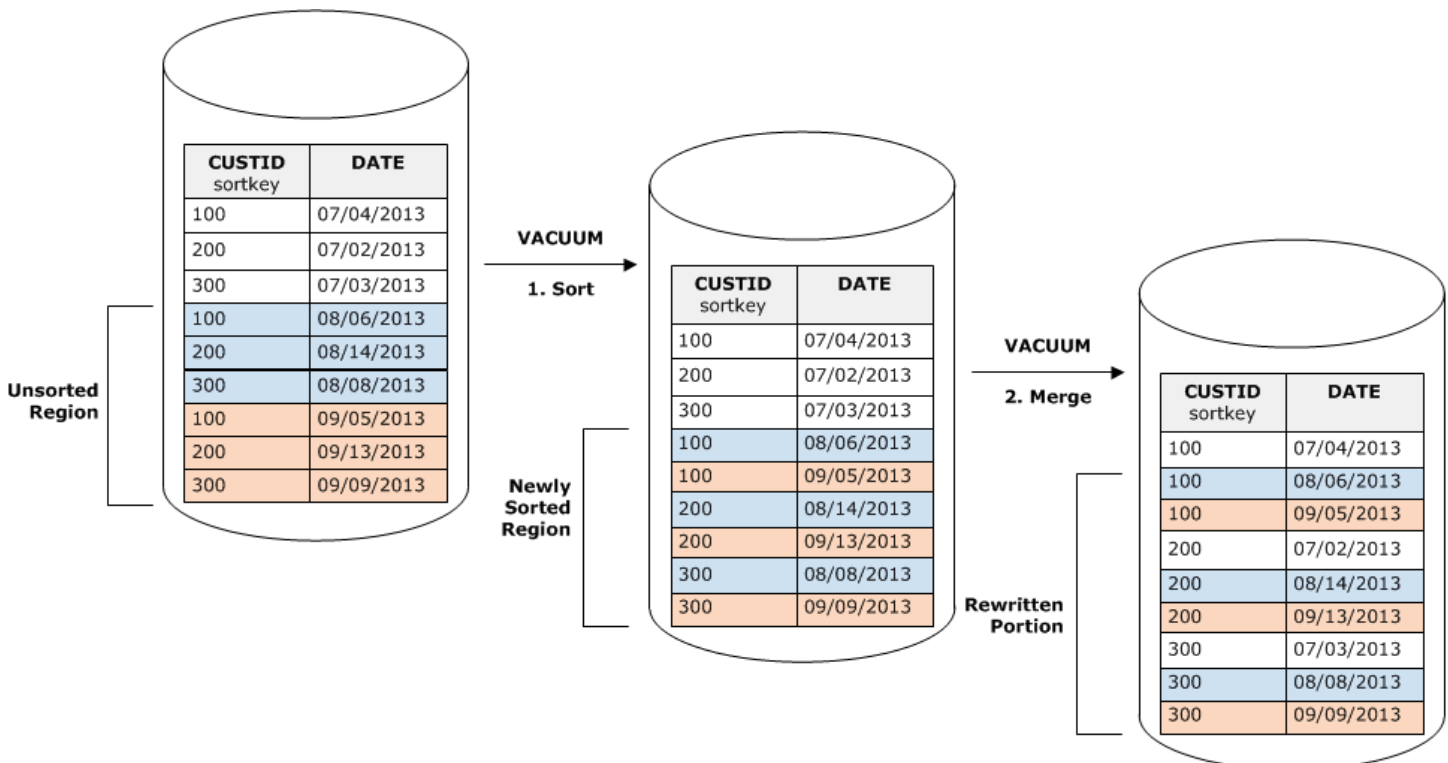 CUSTID DATE
sortkey
100 07/04/2013
200 07/02/2013
300 07/03/2013
100 08/06/2013
200 08/14/2013
300 08/08/2013
100 09/05/2013
200 09/13/2013
300 09/09/2013
Unsorted
Region
VACUUM
1. Sort
CUSTID DATE
sortkey
100 07/04/2013
200 07/02/2013
300 07/03/2013
100 08/06/2013
100 09/05/2013
200 08/14/2013
200 09/13/2013
300 08/08/2013
300 09/09/2013
Newly
Sorted
Region
VACUUM
2. Merge
CUSTID DATE
sortkey
100 07/04/2013
100 08/06/2013
100 09/05/2013
200 07/02/2013
200 08/14/2013
200 09/13/2013
300 07/03/2013
300 08/08/2013
300 09/09/2013
Rewritten
Portion